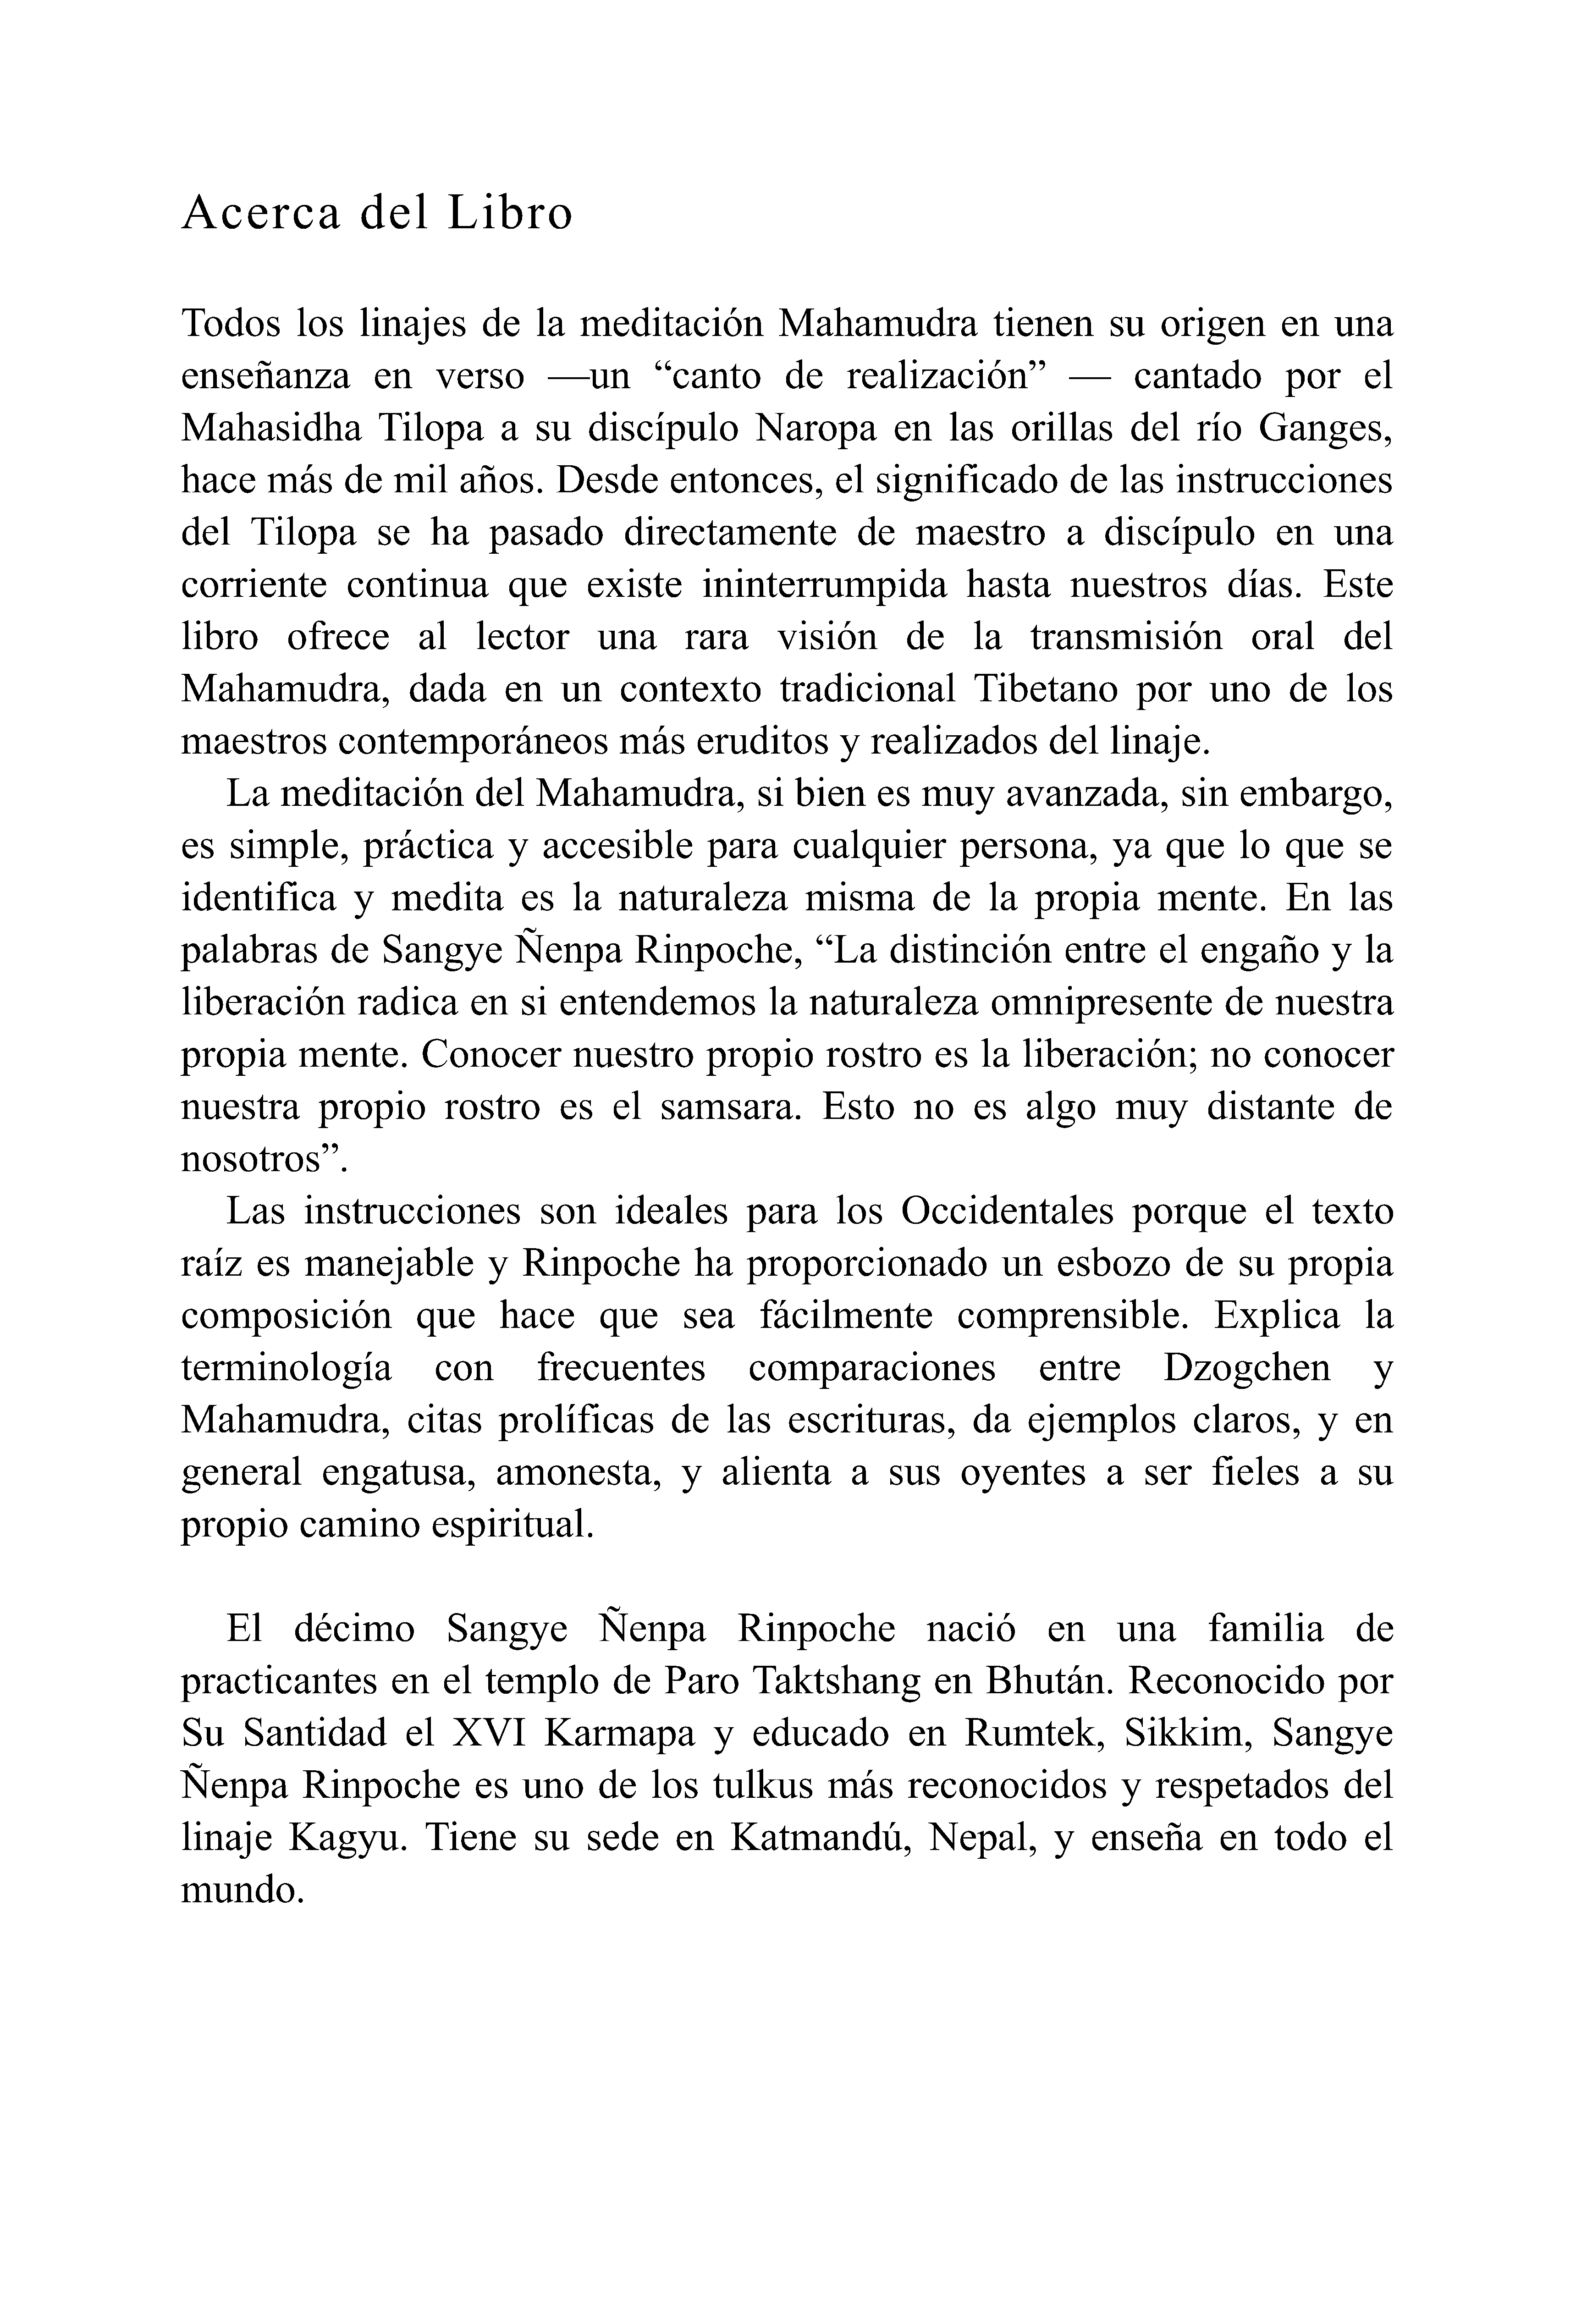 Acerca del Libro
Todos los linajes de la meditación Mahamudra tienen su origen en una
enseñanza en verso —un “canto de realización” — cantado por el
Mahasidha Tilopa a su discípulo Naropa en las orillas del río Ganges,
hace más de mil años. Desde entonces, el significado de las instrucciones
del Tilopa se ha pasado directamente de maestro a discípulo en una
corriente continua que existe ininterrumpida hasta nuestros días. Este
libro ofrece al lector una rara visión de la transmisión oral del
Mahamudra, dada en un contexto tradicional Tibetano por uno de los
maestros contemporáneos más eruditos y realizados del linaje.
La meditación del Mahamudra, si bien es muy avanzada, sin embargo,
es simple, práctica y accesible para cualquier persona, ya que lo que se
identifica y medita es la naturaleza misma de la propia mente. En las
palabras de Sangye Ñenpa Rinpoche, “La distinción entre el engaño y la
liberación radica en si entendemos la naturaleza omnipresente de nuestra
propia mente. Conocer nuestro propio rostro es la liberación; no conocer
nuestra propio rostro es el samsara. Esto no es algo muy distante de
nosotros”.
Las instrucciones son ideales para los Occidentales porque el texto
raíz es manejable y Rinpoche ha proporcionado un esbozo de su propia
composición que hace que sea fácilmente comprensible. Explica la
terminología con frecuentes comparaciones entre Dzogchen y
Mahamudra, citas prolíficas de las escrituras, da ejemplos claros, y en
general engatusa, amonesta, y alienta a sus oyentes a ser fieles a su
propio camino espiritual.
El décimo Sangye Ñenpa Rinpoche nació en una familia de
practicantes en el templo de Paro Taktshang en Bhután. Reconocido por
Su Santidad el XVI Karmapa y educado en Rumtek, Sikkim, Sangye
Ñenpa Rinpoche es uno de los tulkus más reconocidos y respetados del
linaje Kagyu. Tiene su sede en Katmandú, Nepal, y enseña en todo el
mundo.